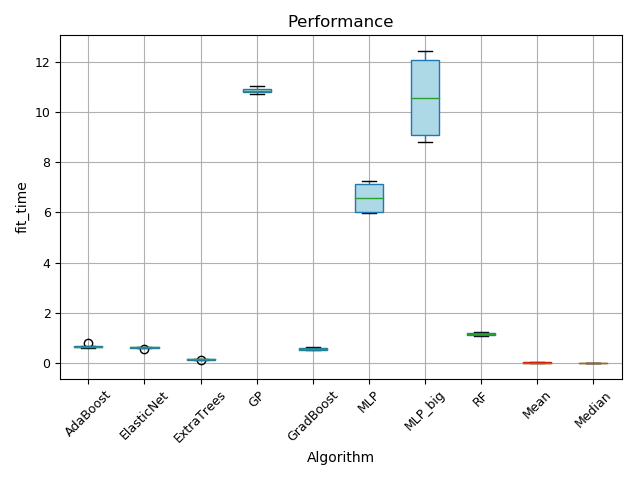 Performance
fit_time
12
10
8
6
4
2
0
AdaBoost
ElasticNet
ExtraTrees
GP
GradBoost
MLP
MLP_big
RF
Mean
Median
Algorithm